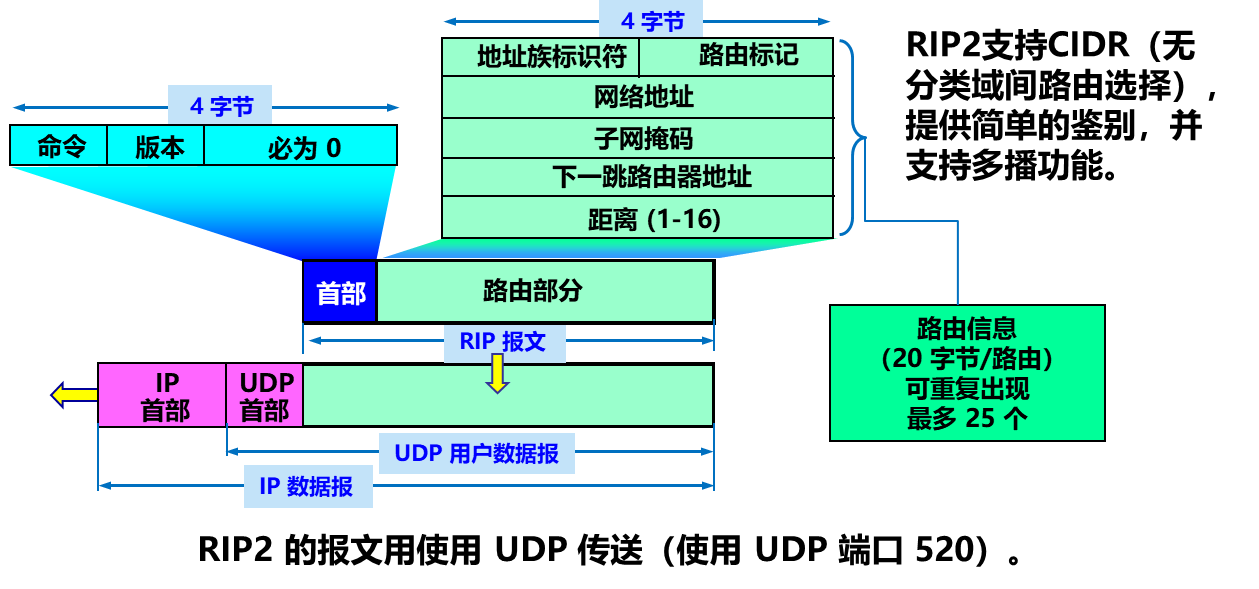 4 字节
地址族标识符 路由标记
网络地址
子网掩码
下一跳路由器地址
距离 (1-16)
RIP2支持CIDR（无
分类域间路由选择），
提供简单的鉴别，并
支持多播功能。
4 字节
命令 版本 必为 0
首部 路由部分
RIP 报文
路由信息
（20 字节/路由）
可重复出现
最多 25 个
IP
首部
UDP
首部
UDP 用户数据报
IP 数据报
RIP2 的报文用使用 UDP 传送（使用 UDP 端口 520）。